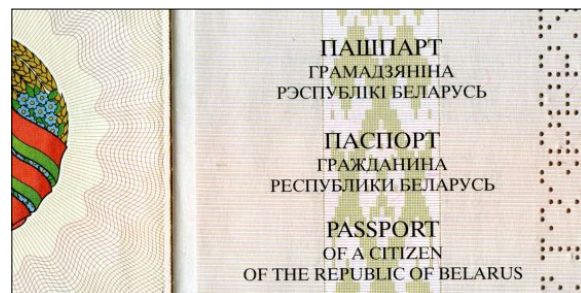 ПАШПАРТ
ГРАМАДЗЯНІНА
РЭСПУБЛІКІ БЕЛАРУСЬ
ПАСПОРТ
ГРАЖДАНИНА
РЕСПУБЛИКИ БЕЛАРУСЬ
PASSPORT
OF A CITIZEN
OF THE REPUBLIC OF BELARUS